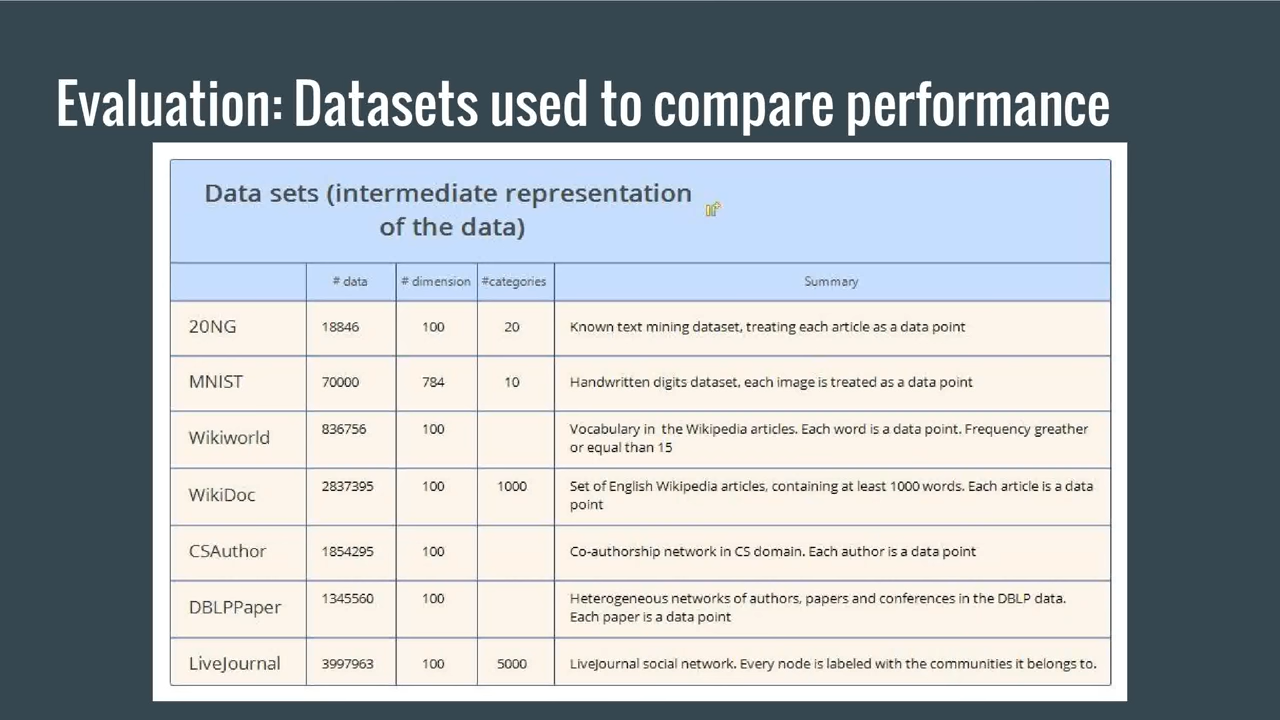 Evaluation: Datasets used to compare performance
Data sets (intermediate representation
of the data)
# data # dimension #categories Summary
20NG 18846 100 20 Known text mining dataset, treating each article as a data point
MNIST 70000 784 10 Handwritten digits dataset, each image is treated as a data point
Wikiworld 836756 100 Vocabulary in the Wikipedia articles. Each word is a data point. Frequency greather
or equal than 15
WikiDoc 2837395 100 1000 Set of English Wikipedia articles, containing at least 1000 words. Each article is a data
point
CSAuthor 1854295 100 Co-authorship network in CS domain. Each author is a data point
DBLPPaper 1345560 100 Heterogeneous networks of authors, papers and conferences in the DBLP data.
Each paper is a data point
LiveJournal 3997963 100 5000 LiveJournal social network. Every node is labeled with the communities it belongs to.